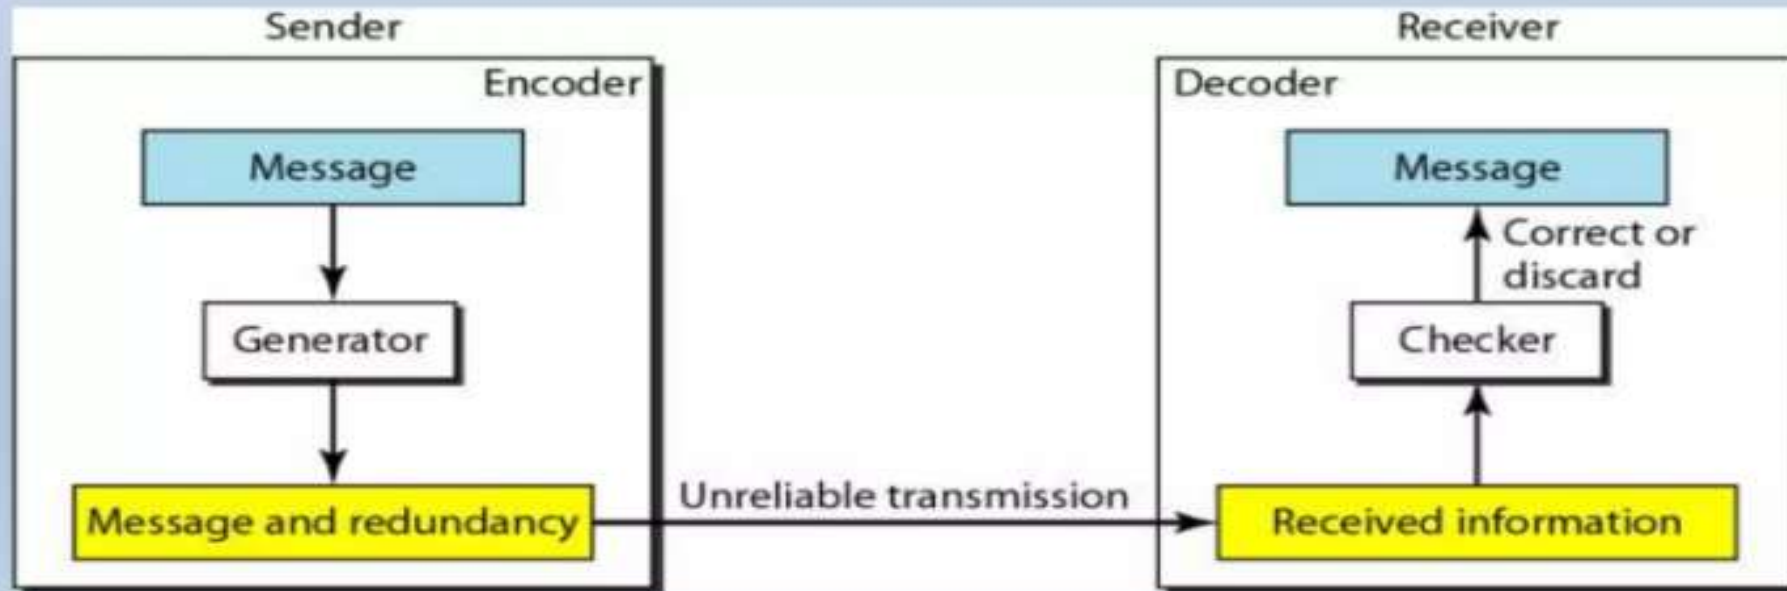 Sender
Encoder
Message
Generator
Message and redundancy
Unreliable transmission
Receiver
Decoder
Message
Correct or
discard
Checker
Received information